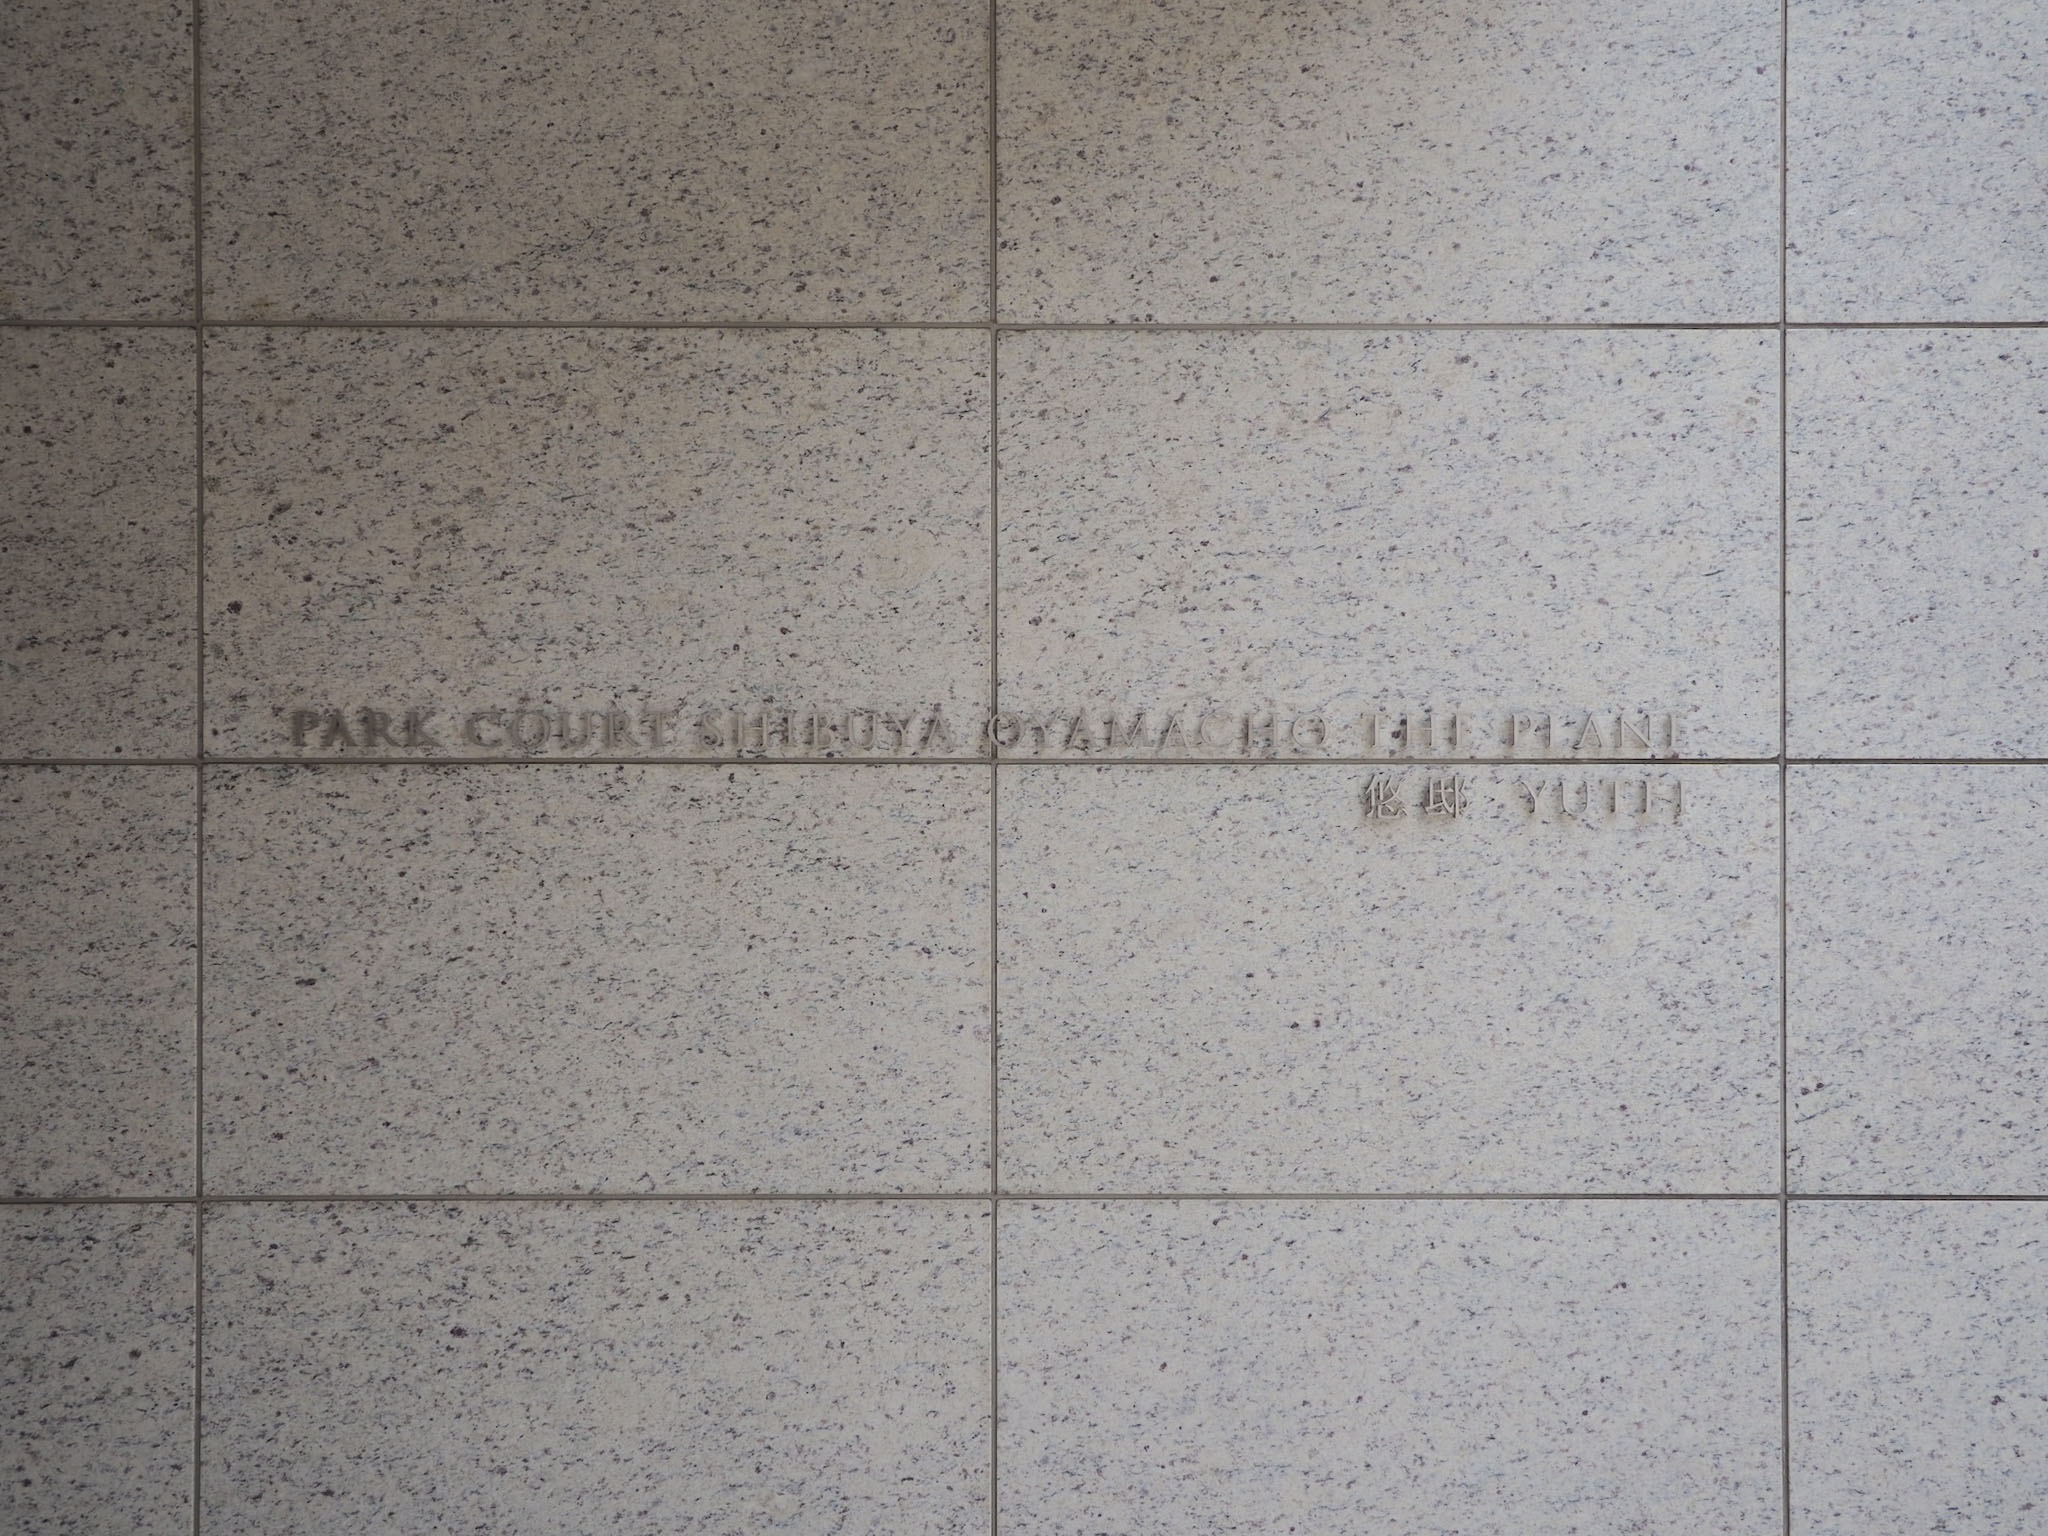 PARK COURT SHIBUYA OYAMACHO THE PLANE
悠邸 YUTEI